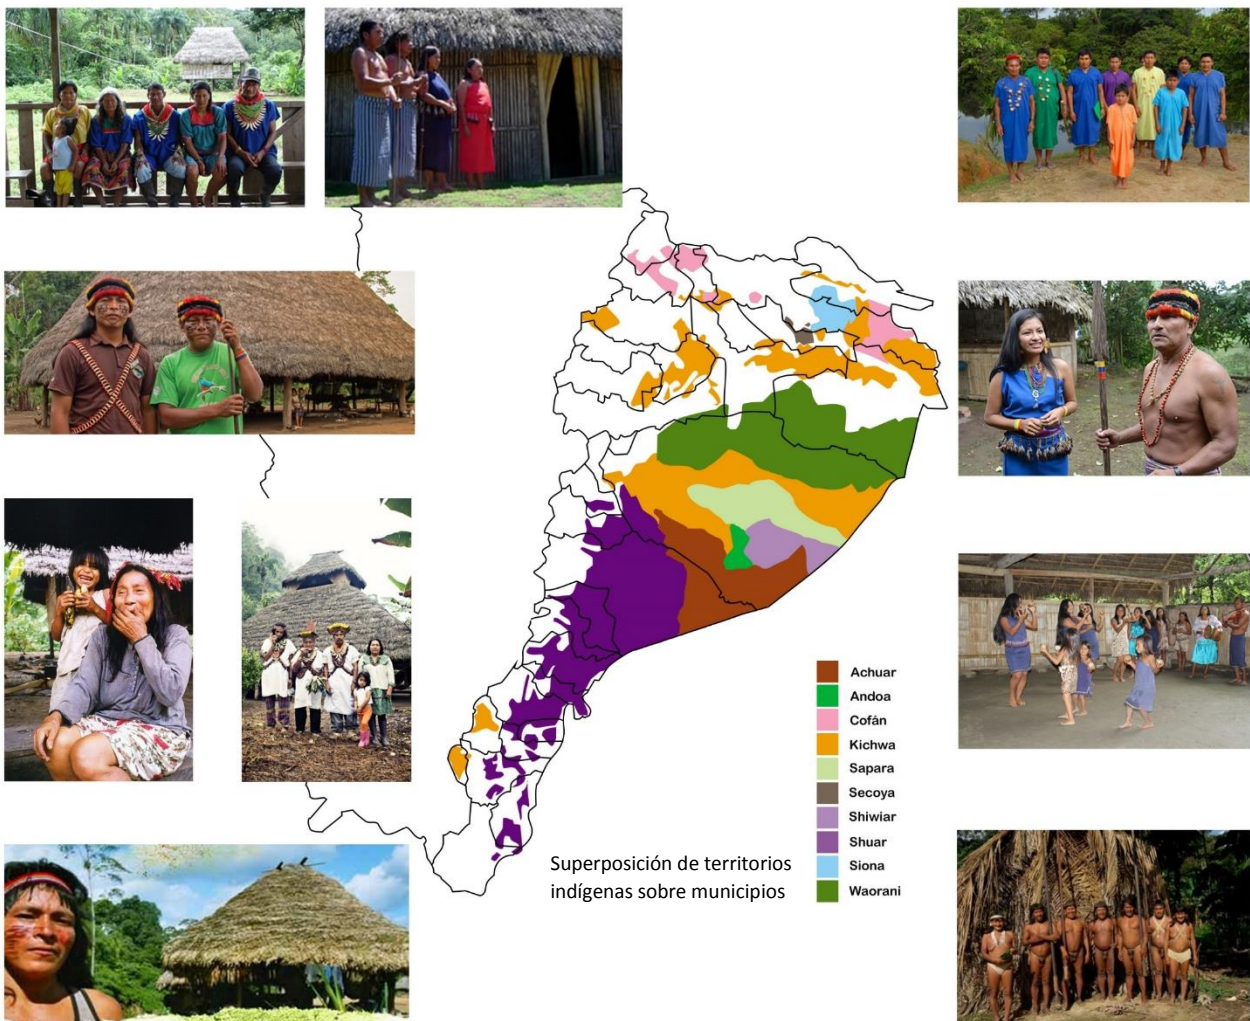 Achuar
Andoa
Cofán
Kichwa
Sapara
Secoya
Shiwiar
Shuar
Siona
Waorani
Superposición de territorios
indígenas sobre municipios